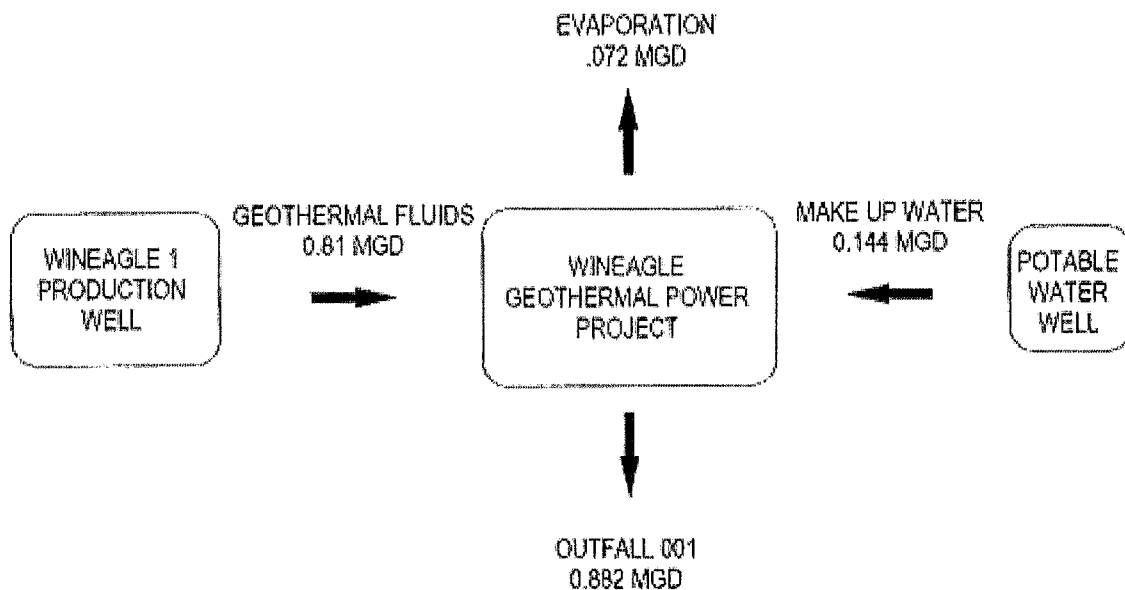 EVAPORATION
.072 MGD
GEOTHERMAL FLUIDS
0.81 MGD
MAKE UP WATER
0.144 MGD
WINEAGLE 1
PRODUCTION
WELL
WINEAGLE
GEOTHERMAL POWER
PROJECT
POTABLE
WATER
WELL
OUTFALL 001
0.882 MGD